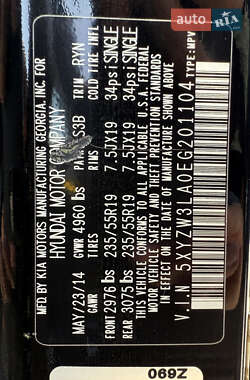 AUTO.RIA
MFD BY KIA MOTORS MANUFACTURING GEORGIA, INC. FOR
HYUNDAI MOTOR COMPANY
MAY/23/14 GVWR 4960 lbs PAINT S3B TRIM RYN
GAWR TIRES RIMS COLD TIRE INFL
FRONT 2976 lbs 235/55R19 7.5JX19 34psi SINGLE
REAR 3075 lbs 235/55R19 7.5JX19 34psi SINGLE
THIS VEHICLE CONFORMS TO ALL APPLICABLE U.S.A. FEDERAL
MOTOR VEHICLE SAFETY AND THEFT PREVENTION STANDARDS IN
EFFECT ON THE DATE OF MANUFACTURE SHOWN ABOVE.
V.I.N 5XYZW3LA0EG201104
TYPE:MPV
Z690